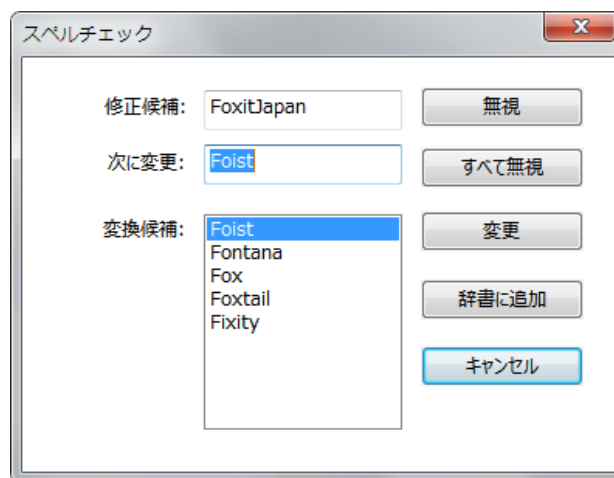 スペルチェック
修正候補: FoxitJapan 無視
次に変更: Foist すべて無視
変換候補: Foist 変更
Fontana
Fox
Foxtail 辞書に追加
Fixity
キャンセル